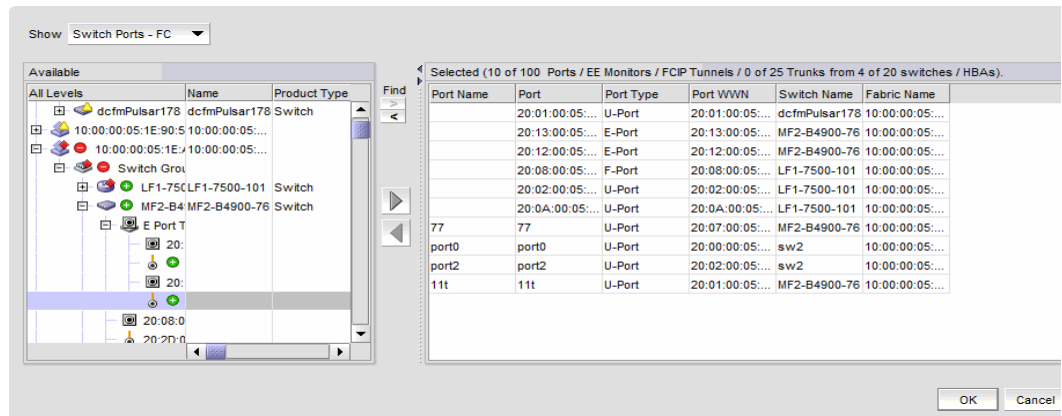 Show Switch Ports - FC
Available
All Levels Name Product Type
dcfmPulsar178 dcfmPulsar178 Switch
10:00:00:05:1E:90:5 10:00:00:05:...
10:00:00:05:1E: 10:00:00:05:...
Switch Grou
LF1-750 LF1-7500-101 Switch
MF2-B4 MF2-B4900-76 Switch
E Port T
20:
20:
20:08:0
20:2D:0
Find
>
<
Selected (10 of 100 Ports / EE Monitors / FCIP Tunnels / 0 of 25 Trunks from 4 of 20 switches / HBAs).
Port Name Port Port Type Port WWN Switch Name Fabric Name
20:01:00:05:... U-Port 20:01:00:05:... dcfmPulsar178 10:00:00:05:...
20:13:00:05:... E-Port 20:13:00:05:... MF2-B4900-76 10:00:00:05:...
20:12:00:05:... E-Port 20:12:00:05:... MF2-B4900-76 10:00:00:05:...
20:08:00:05:... F-Port 20:08:00:05:... LF1-7500-101 10:00:00:05:...
20:02:00:05:... U-Port 20:02:00:05:... LF1-7500-101 10:00:00:05:...
20:0A:00:05:... U-Port 20:0A:00:05:... LF1-7500-101 10:00:00:05:...
77 77 U-Port 20:07:00:05:... MF2-B4900-76 10:00:00:05:...
port0 port0 U-Port 20:00:00:05:... sw2 10:00:00:05:...
port2 port2 U-Port 20:02:00:05:... sw2 10:00:00:05:...
11t 11t U-Port 20:01:00:05:... MF2-B4900-76 10:00:00:05:...
OK Cancel